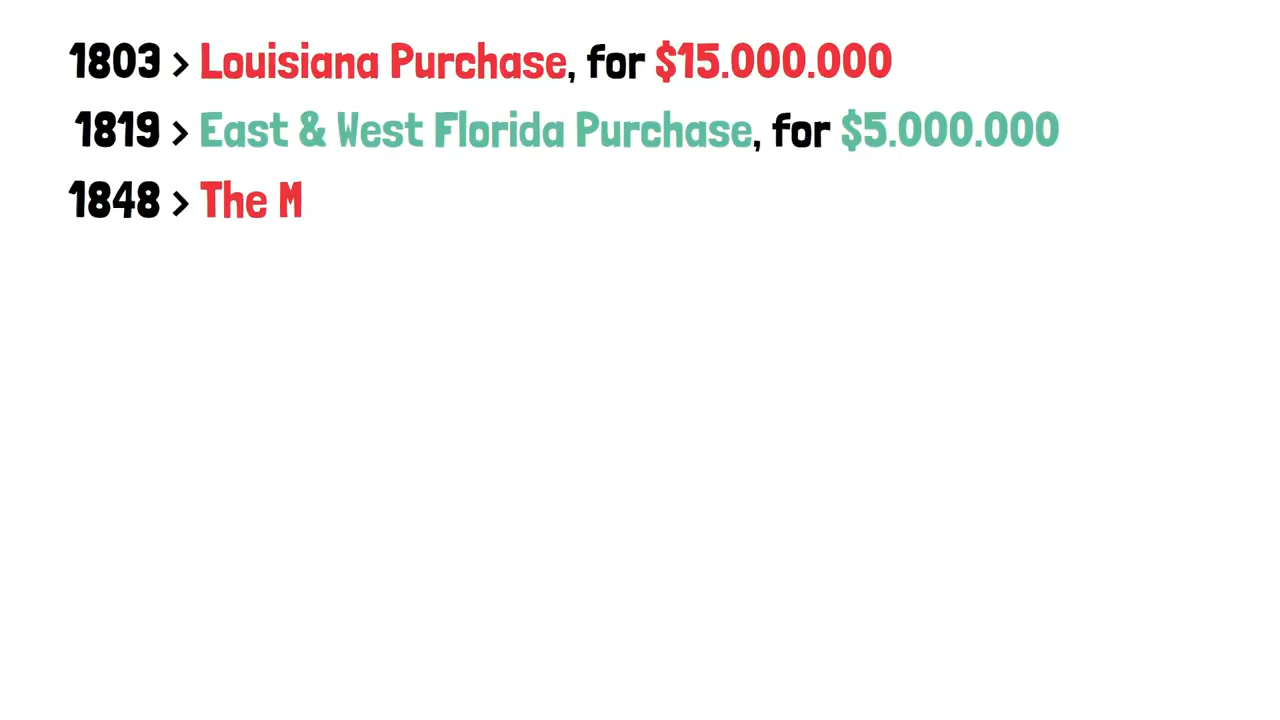 1803 > Louisiana Purchase, for $15.000.000
1819 > East & West Florida Purchase, for $5.000.000
1848 > The M